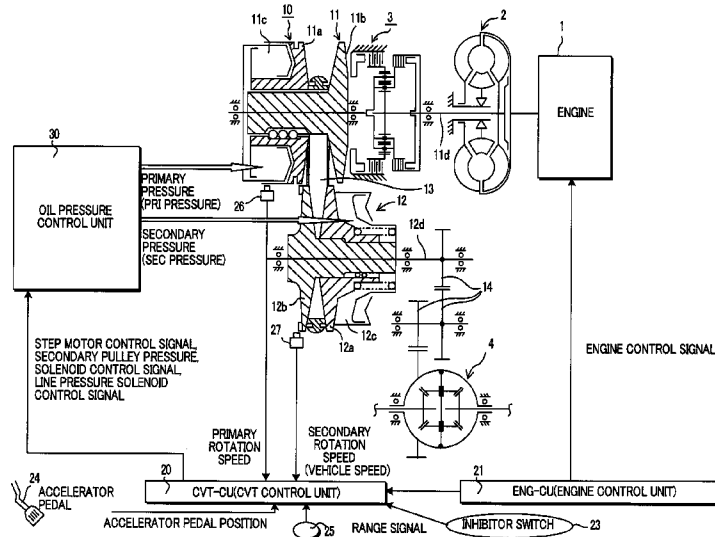 10
11c
11a
11
11b
3
2
1
ENGINE
11d
30
OIL PRESSURE
CONTROL UNIT
PRIMARY
PRESSURE
(PRI PRESSURE)
SECONDARY
PRESSURE
(SEC PRESSURE)
26
13
12
12d
14
12b
27
12c
12a
4
STEP MOTOR CONTROL SIGNAL,
SECONDARY PULLEY PRESSURE,
SOLENOID CONTROL SIGNAL,
LINE PRESSURE SOLENOID
CONTROL SIGNAL
ENGINE CONTROL SIGNAL
PRIMARY
ROTATION
SPEED
SECONDARY
ROTATION
SPEED
(VEHICLE SPEED)
24
ACCELERATOR
PEDAL
20
CVT-CU(CVT CONTROL UNIT)
21
ENG-CU(ENGINE CONTROL UNIT)
ACCELERATOR PEDAL POSITION
25
RANGE SIGNAL
INHIBITOR SWITCH
23